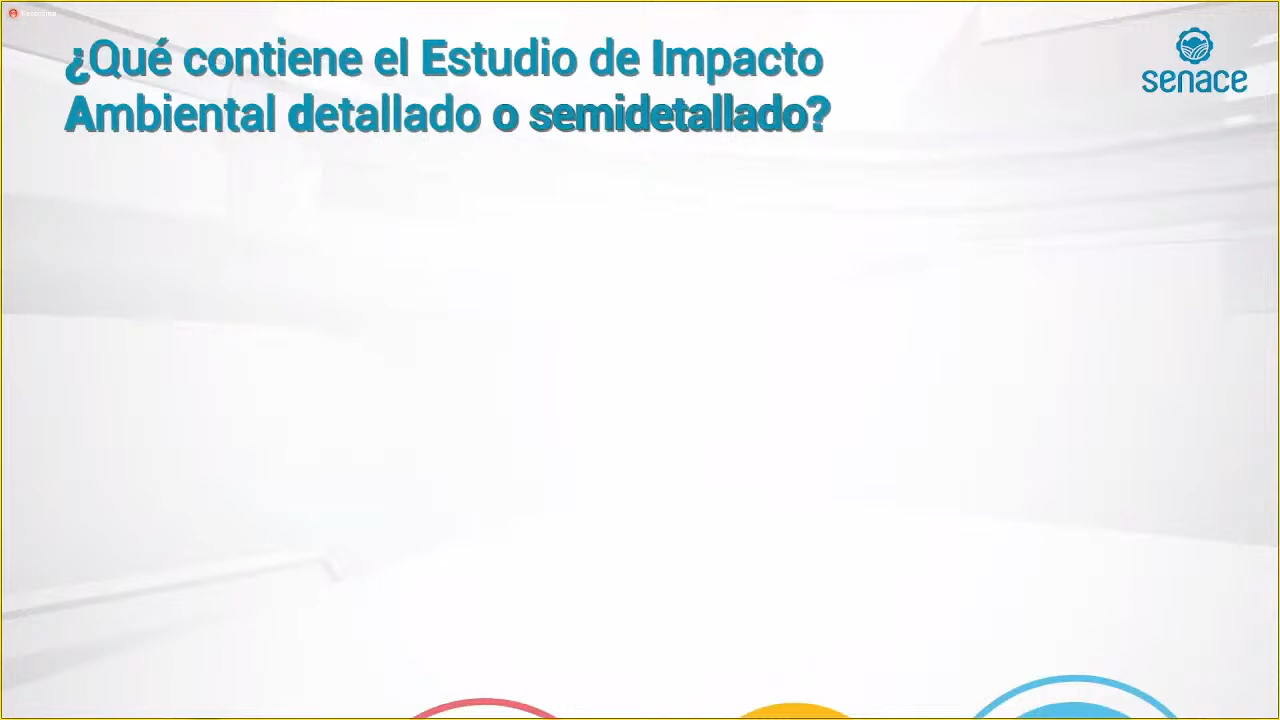 ¿Qué contiene el Estudio de Impacto
Ambiental detallado o semidetallado?
senace